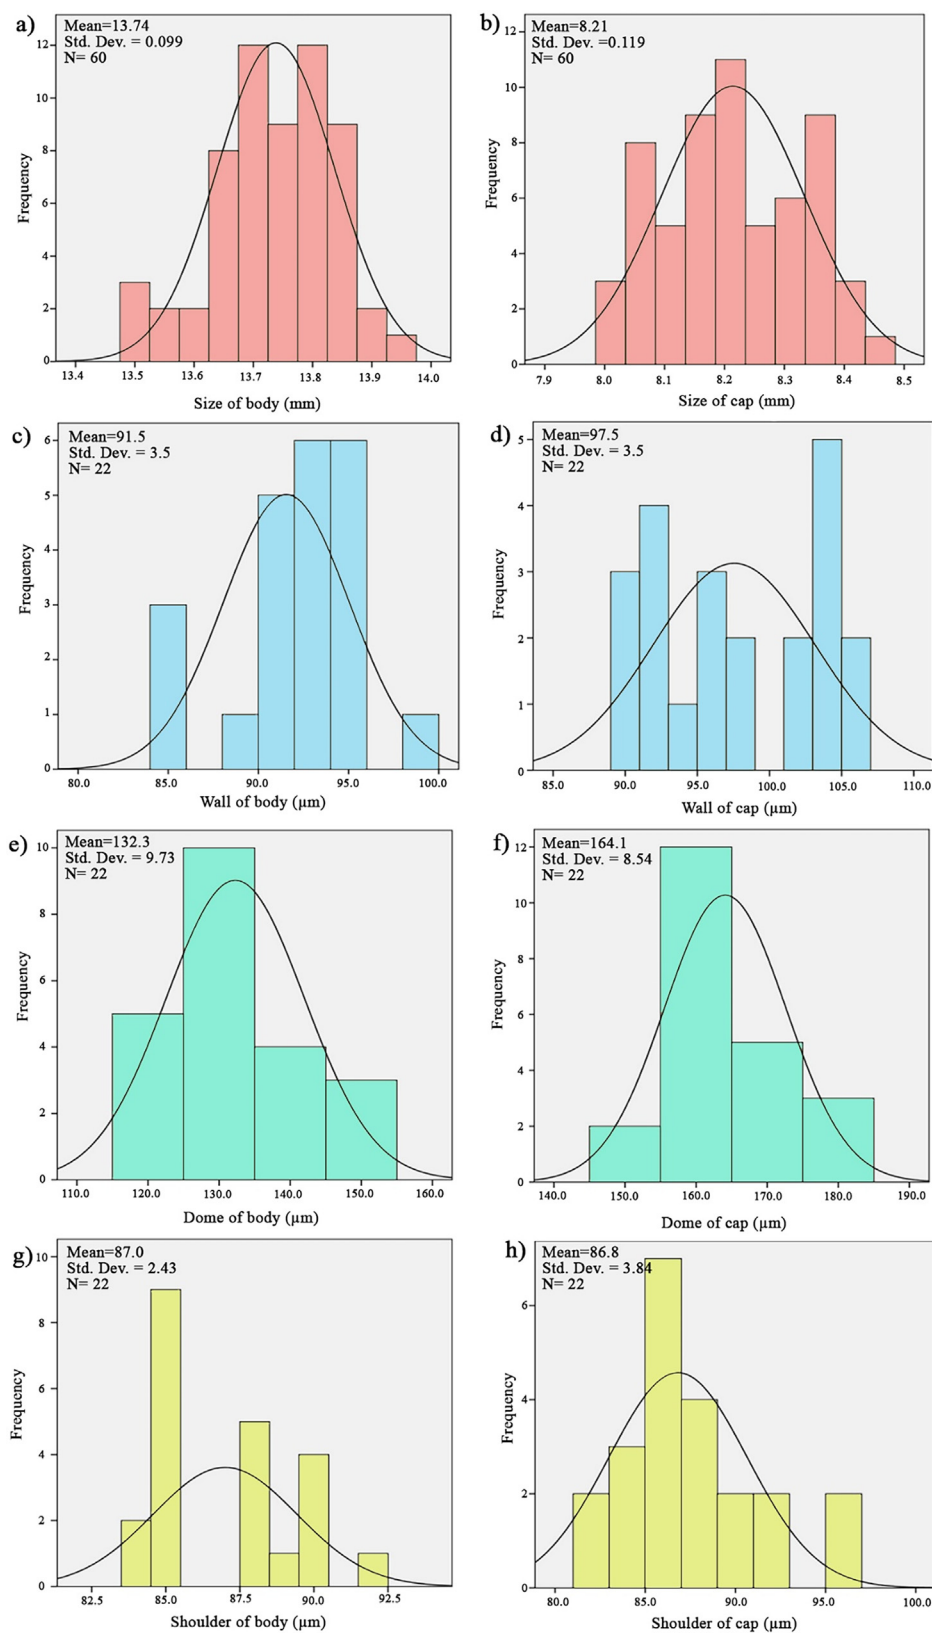 a)
Mean=13.74
Std. Dev. = 0.099
N= 60
Frequency
12
10
8
6
4
2
0
13.4 13.5 13.6 13.7 13.8 13.9 14.0
Size of body (mm)
b)
Mean=8.21
Std. Dev. =0.119
N= 60
Frequency
12
10
8
6
4
2
0
7.9 8.0 8.1 8.2 8.3 8.4 8.5
Size of cap (mm)
c)
Mean=91.5
Std. Dev. = 3.5
N= 22
Frequency
6
5
4
3
2
1
0
80.0 85.0 90.0 95.0 100.0
Wall of body (µm)
d)
Mean=97.5
Std. Dev. = 3.5
N= 22
Frequency
5
4
3
2
1
0
85.0 90.0 95.0 100.0 105.0 110.0
Wall of cap (µm)
e)
Mean=132.3
Std. Dev. = 9.73
N= 22
Frequency
10
8
6
4
2
0
110.0 120.0 130.0 140.0 150.0 160.0
Dome of body (µm)
f)
Mean=164.1
Std. Dev. = 8.54
N= 22
Frequency
12
10
8
6
4
2
0
140.0 150.0 160.0 170.0 180.0 190.0
Dome of cap (µm)
g)
Mean=87.0
Std. Dev. = 2.43
N= 22
Frequency
10
8
6
4
2
0
82.5 85.0 87.5 90.0 92.5
Shoulder of body (µm)
h)
Mean=86.8
Std. Dev. = 3.84
N= 22
Frequency
6
4
2
0
80.0 85.0 90.0 95.0 100.0
Shoulder of cap (µm)